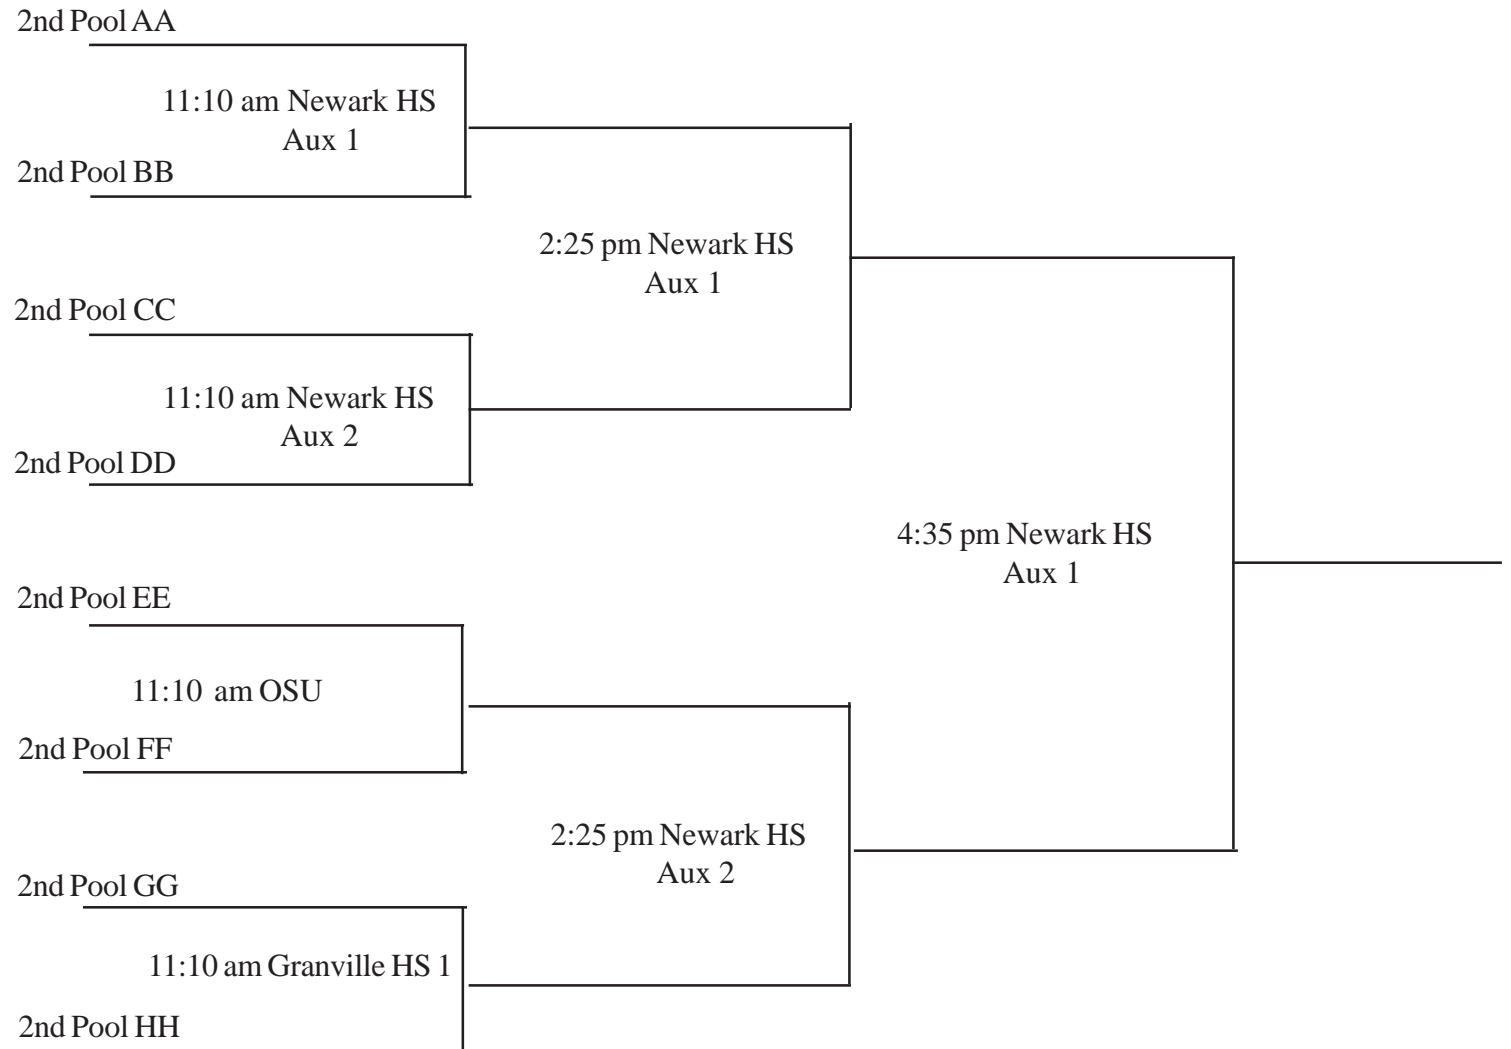 2nd Pool AA
11:10 am Newark HS
Aux 1
2nd Pool BB
2:25 pm Newark HS
Aux 1
2nd Pool CC
11:10 am Newark HS
Aux 2
2nd Pool DD
4:35 pm Newark HS
Aux 1
2nd Pool EE
11:10 am OSU
2nd Pool FF
2:25 pm Newark HS
Aux 2
2nd Pool GG
11:10 am Granville HS 1
2nd Pool HH